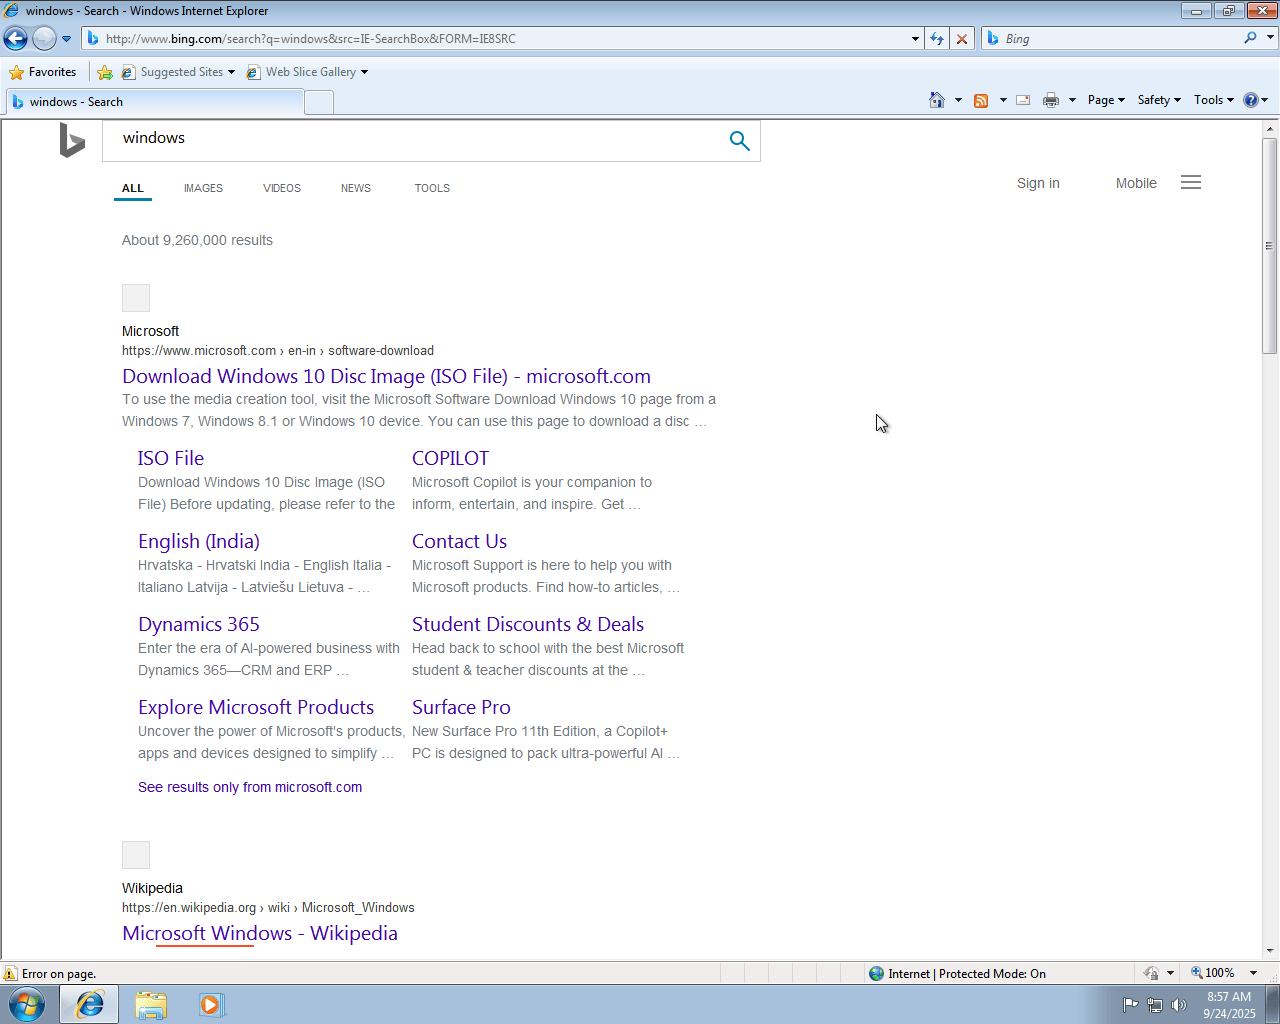 windows - Search - Windows Internet Explorer
http://www.bing.com/search?q=windows&src=IE-SearchBox&FORM=IE8SRC
Bing
Favorites Suggested Sites Web Slice Gallery
windows - Search
Page Safety Tools
windows
ALL IMAGES VIDEOS NEWS TOOLS
Sign in Mobile
About 9,260,000 results
Microsoft
https://www.microsoft.com › en-in › software-download
Download Windows 10 Disc Image (ISO File) - microsoft.com
To use the media creation tool, visit the Microsoft Software Download Windows 10 page from a
Windows 7, Windows 8.1 or Windows 10 device. You can use this page to download a disc ...
ISO File
Download Windows 10 Disc Image (ISO
File) Before updating, please refer to the
COPILOT
Microsoft Copilot is your companion to
inform, entertain, and inspire. Get ...
English (India)
Hrvatska - Hrvatski India - English Italia -
Italiano Latvija - Latviešu Lietuva - ...
Contact Us
Microsoft Support is here to help you with
Microsoft products. Find how-to articles, ...
Dynamics 365
Enter the era of AI-powered business with
Dynamics 365—CRM and ERP ...
Student Discounts & Deals
Head back to school with the best Microsoft
student & teacher discounts at the ...
Explore Microsoft Products
Uncover the power of Microsoft's products,
apps and devices designed to simplify ...
Surface Pro
New Surface Pro 11th Edition, a Copilot+
PC is designed to pack ultra-powerful AI ...
See results only from microsoft.com
Wikipedia
https://en.wikipedia.org › wiki › Microsoft_Windows
Microsoft Windows - Wikipedia
Error on page.
Internet | Protected Mode: On
100%
8:57 AM
9/24/2025